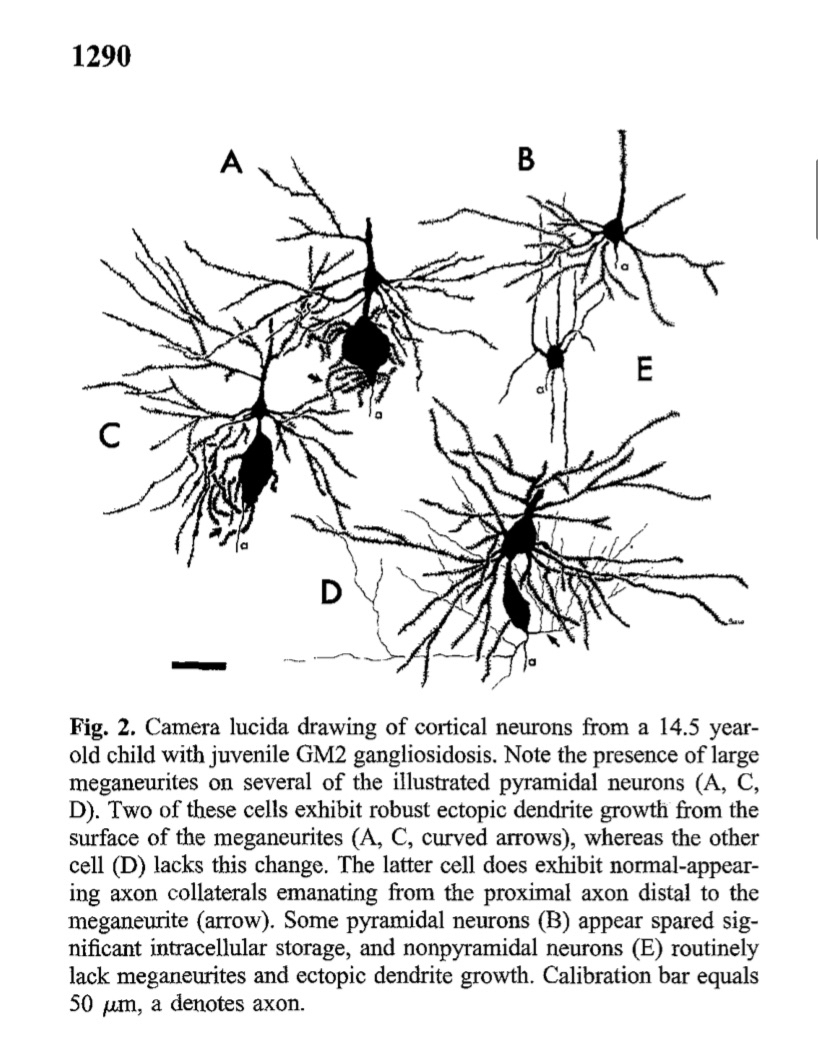 1290
A
B
C
E
D
a
a
a
a
a
Fig. 2. Camera lucida drawing of cortical neurons from a 14.5 year-
old child with juvenile GM2 gangliosidosis. Note the presence of large
meganeurites on several of the illustrated pyramidal neurons (A, C,
D). Two of these cells exhibit robust ectopic dendrite growth from the
surface of the meganeurites (A, C, curved arrows), whereas the other
cell (D) lacks this change. The latter cell does exhibit normal-appear-
ing axon collaterals emanating from the proximal axon distal to the
meganeurite (arrow). Some pyramidal neurons (B) appear spared sig-
nificant intracellular storage, and nonpyramidal neurons (E) routinely
lack meganeurites and ectopic dendrite growth. Calibration bar equals
50 μm, a denotes axon.